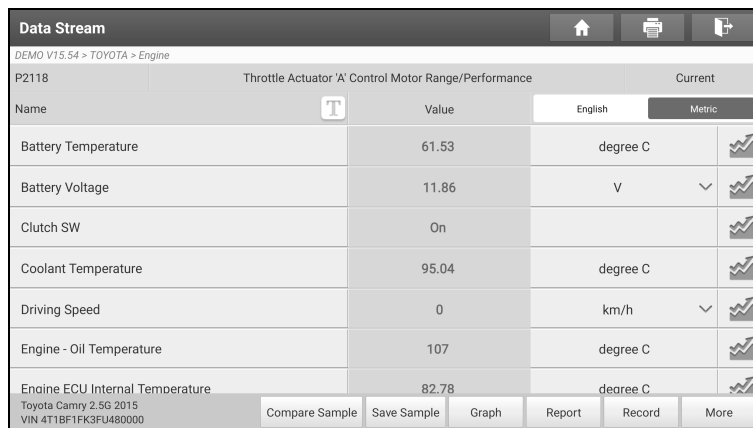 Data Stream
DEMO V15.54 > TOYOTA > Engine
P2118 Throttle Actuator 'A' Control Motor Range/Performance Current
Name T Value English Metric
Battery Temperature 61.53 degree C
Battery Voltage 11.86 V
Clutch SW On
Coolant Temperature 95.04 degree C
Driving Speed 0 km/h
Engine - Oil Temperature 107 degree C
Engine ECU Internal Temperature 82.78 degree C
Toyota Camry 2.5G 2015
VIN 4T1BF1FK3FU480000
Compare Sample Save Sample Graph Report Record More